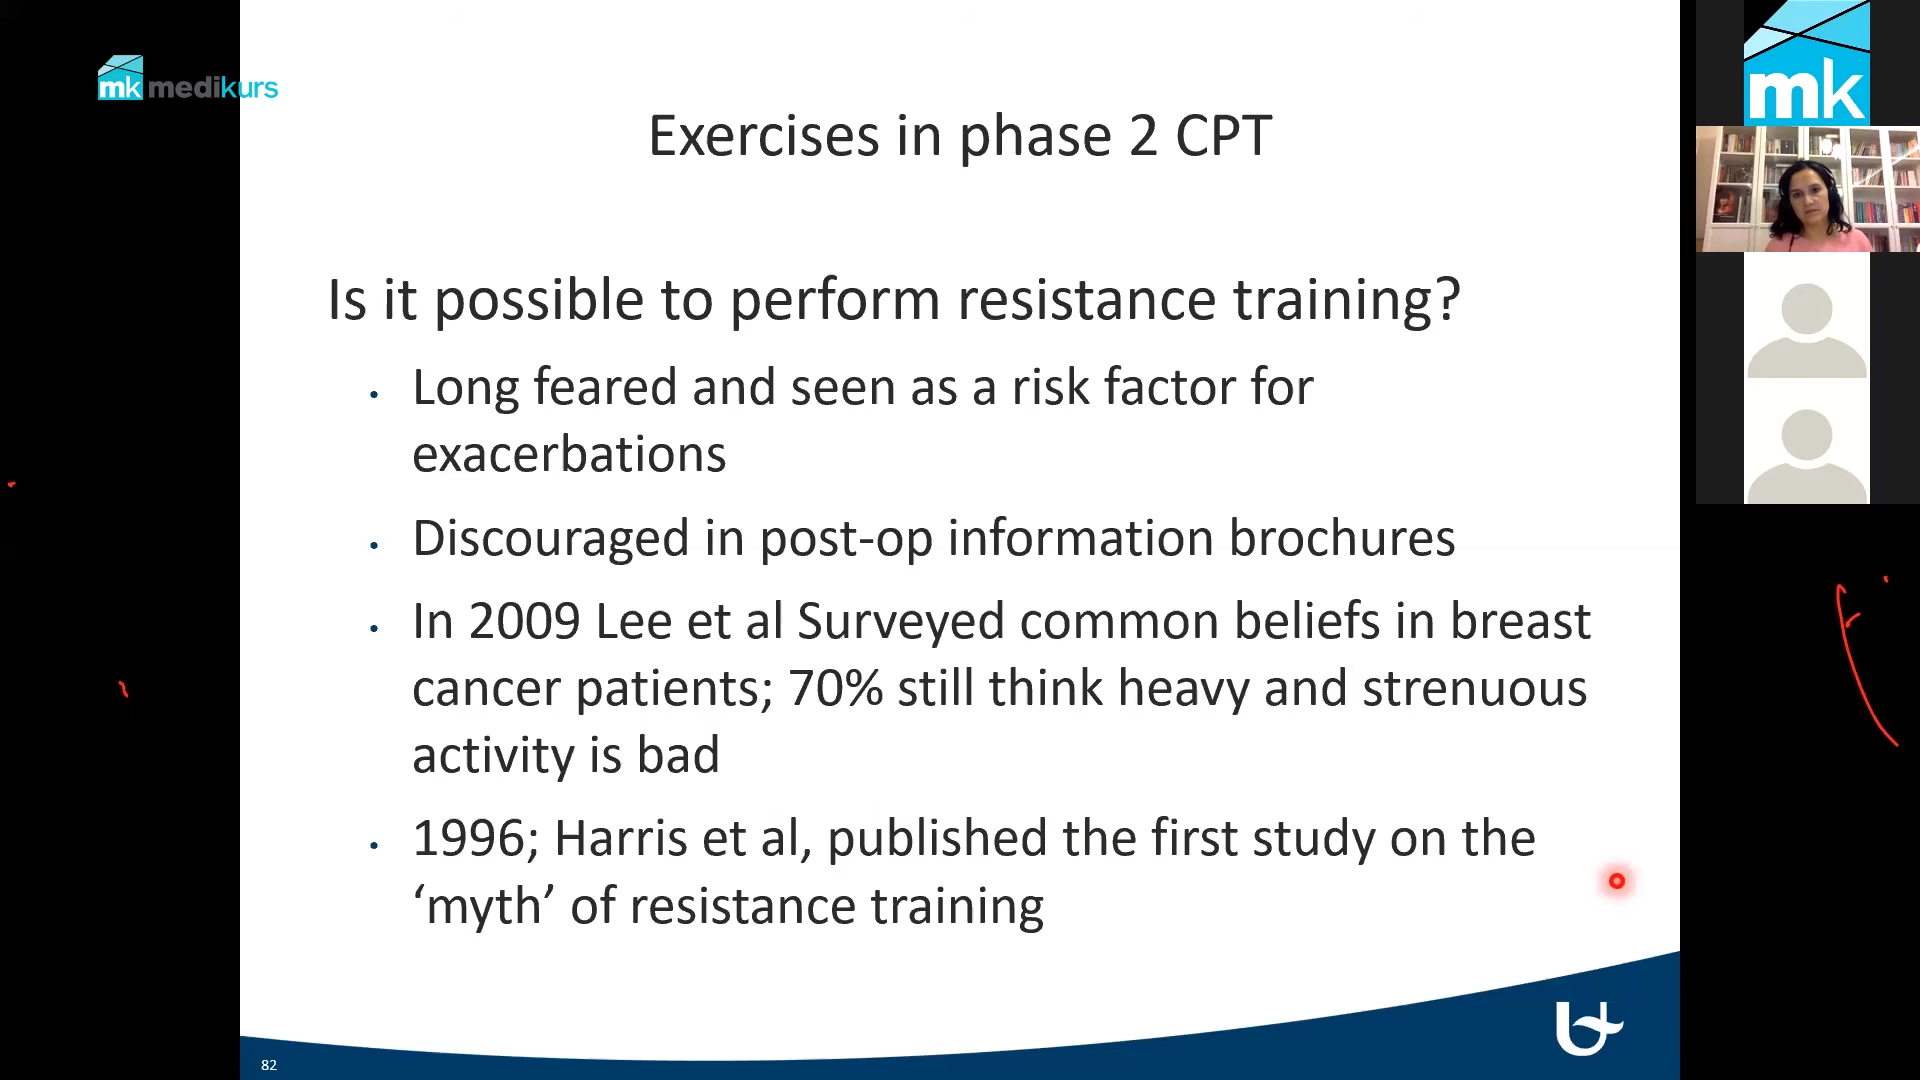 mk medikurs
mk
Exercises in phase 2 CPT
Is it possible to perform resistance training?
• Long feared and seen as a risk factor for
exacerbations
• Discouraged in post-op information brochures
• In 2009 Lee et al Surveyed common beliefs in breast
cancer patients; 70% still think heavy and strenuous
activity is bad
• 1996; Harris et al, published the first study on the
‘myth’ of resistance training
82